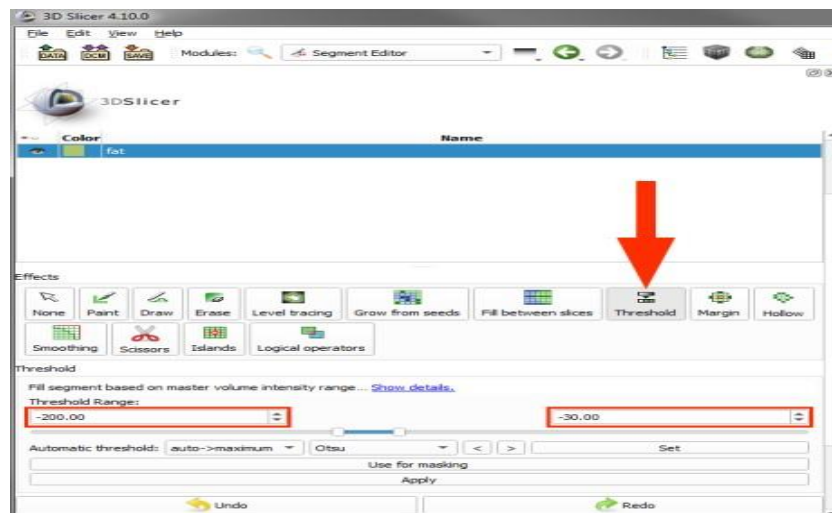 3D Slicer 4.10.0
File Edit View Help
DATA DCM SAVE Modules: Segment Editor
3DSlicer
Color Name
fat
Effects
None Paint Draw Erase Level tracing Grow from seeds Fill between slices Threshold Margin Hollow
Smoothing Scissors Islands Logical operators
Threshold
Fill segment based on master volume intensity range... Show details.
Threshold Range:
-200.00 -30.00
Automatic threshold: auto->maximum Otsu < > Set
Use for masking
Apply
Undo Redo